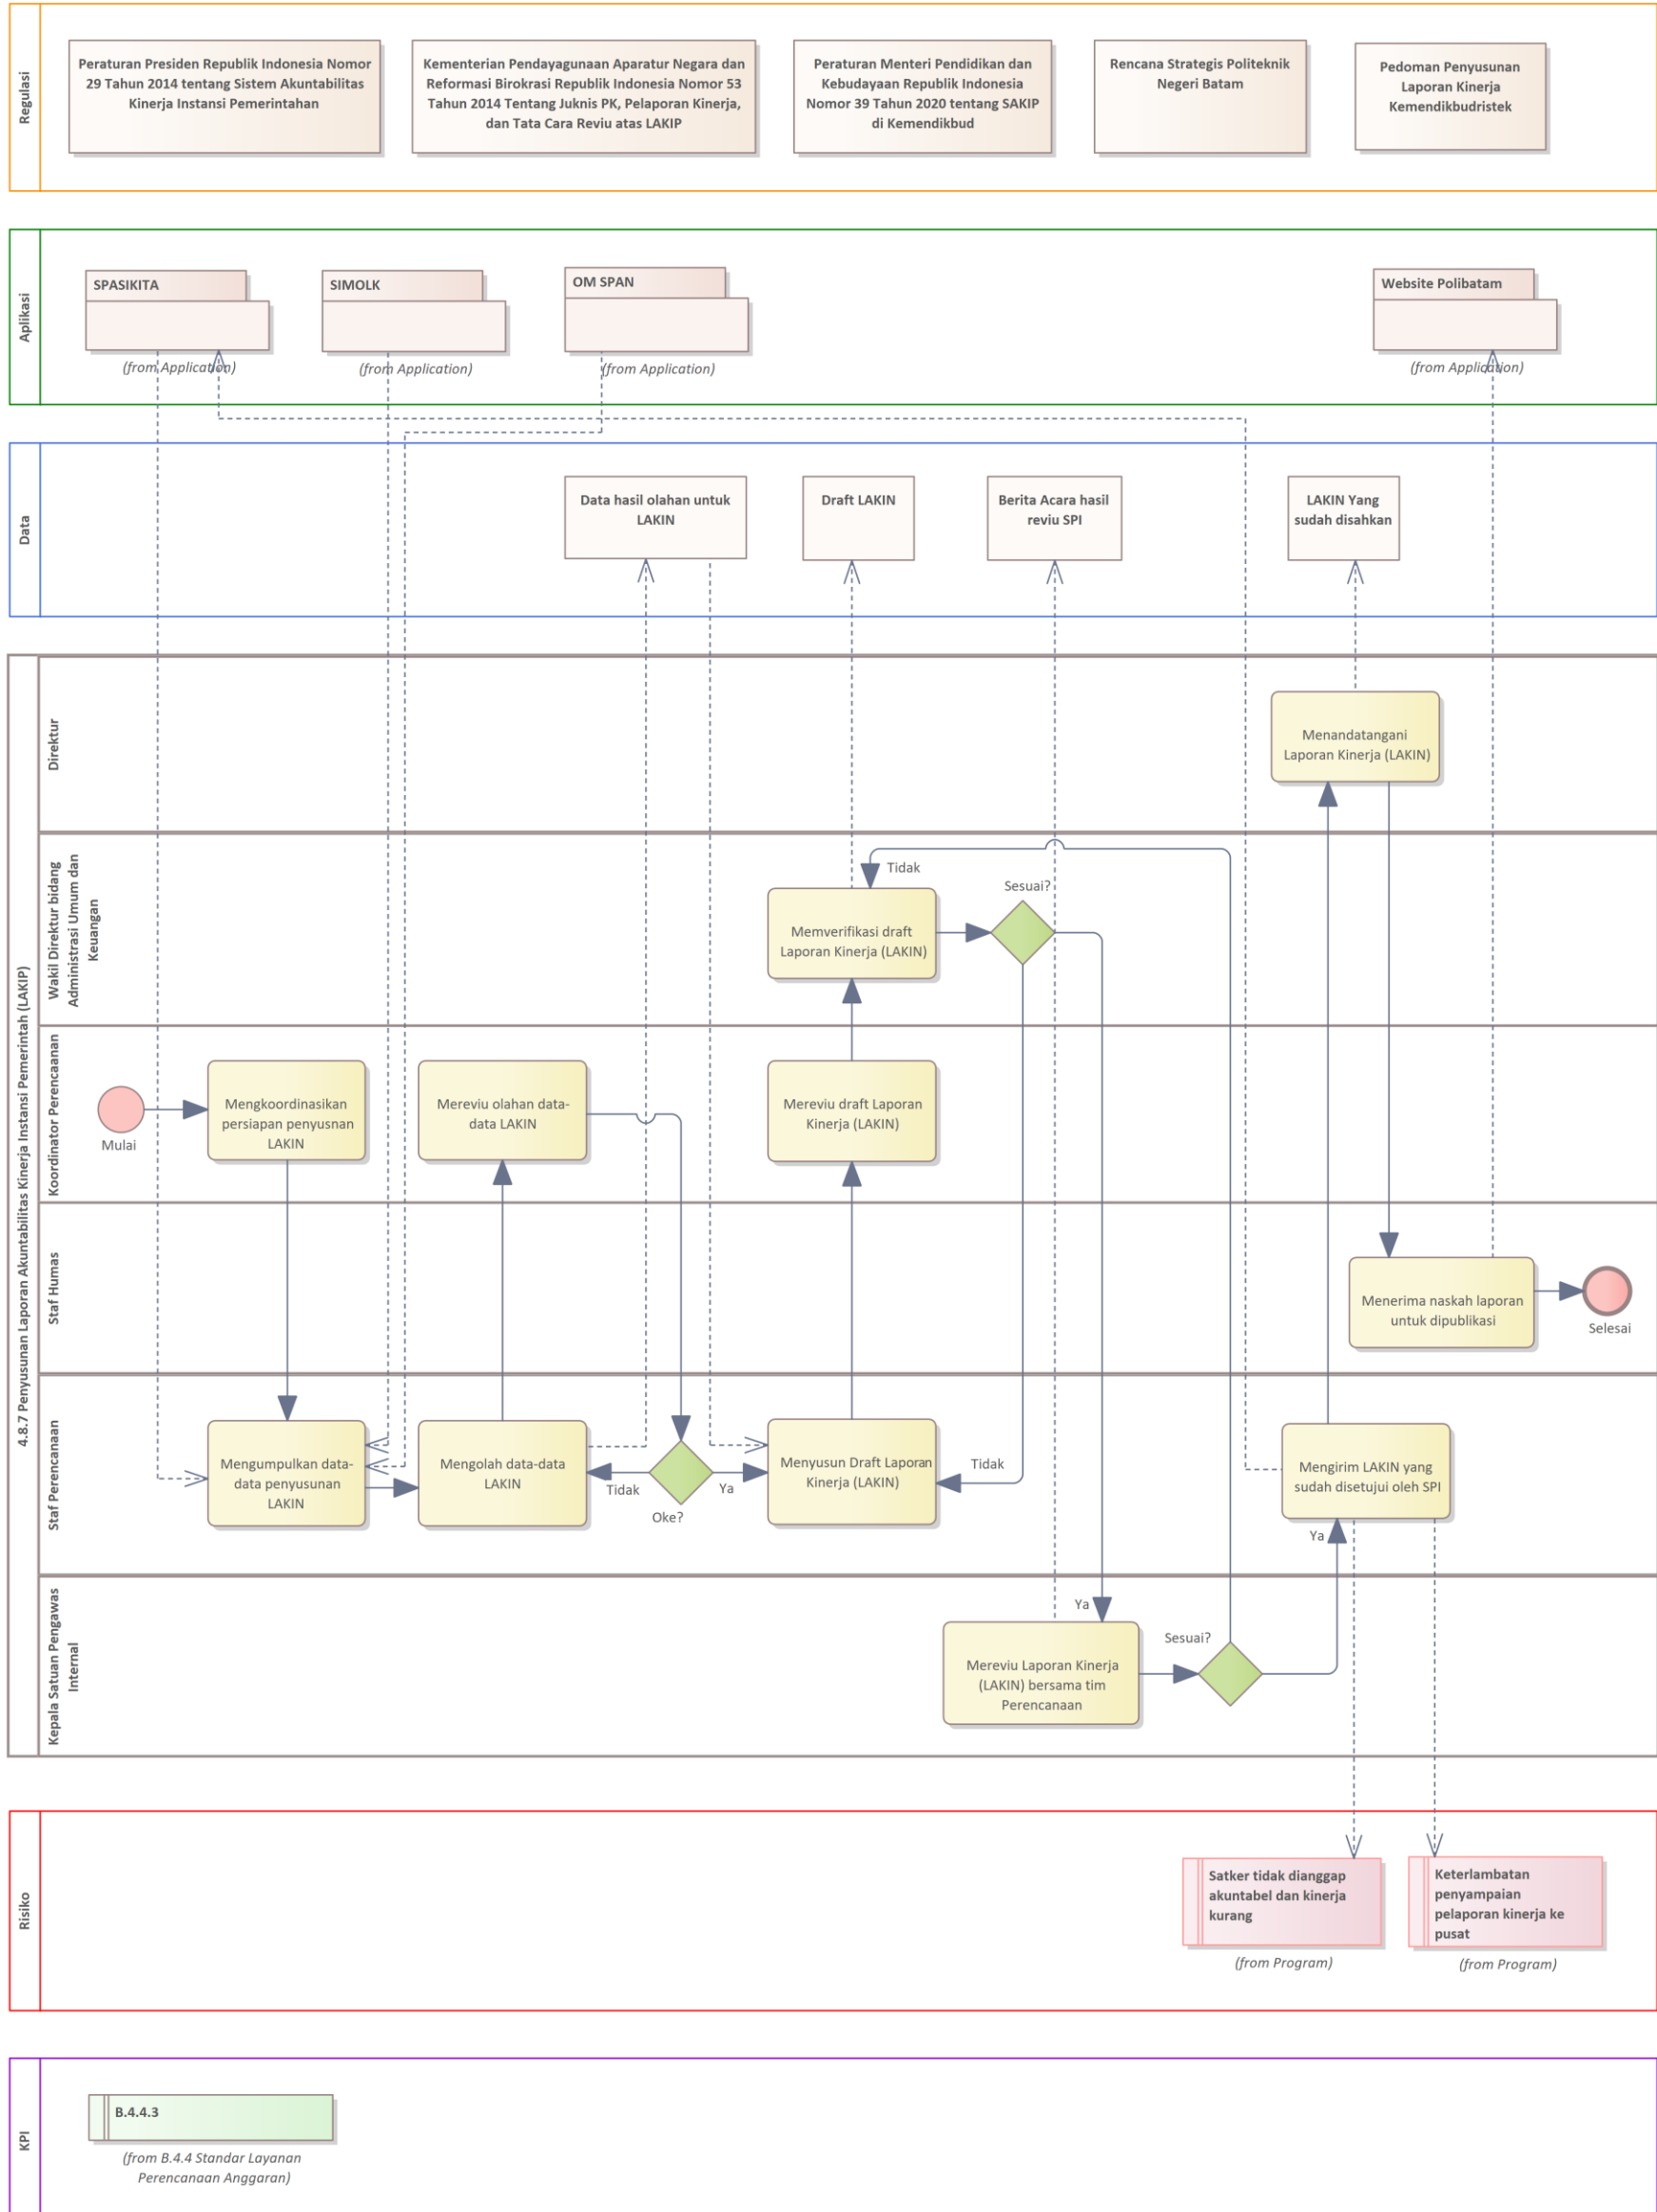 Regulasi
Peraturan Presiden Republik Indonesia Nomor
29 Tahun 2014 tentang Sistem Akuntabilitas
Kinerja Instansi Pemerintahan
Kementerian Pendayagunaan Aparatur Negara dan
Reformasi Birokrasi Republik Indonesia Nomor 53
Tahun 2014 Tentang Juknis PK, Pelaporan Kinerja,
dan Tata Cara Reviu atas LAKIP
Peraturan Menteri Pendidikan dan
Kebudayaan Republik Indonesia
Nomor 39 Tahun 2020 tentang SAKIP
di Kemendikbud
Rencana Strategis Politeknik
Negeri Batam
Pedoman Penyusunan
Laporan Kinerja
Kemendikbudristek
Aplikasi
SPASIKITA
(from Application)
SIMOLK
(from Application)
OM SPAN
(from Application)
Website Polibatam
(from Application)
Data
Data hasil olahan untuk
LAKIN
Draft LAKIN
Berita Acara hasil
reviu SPI
LAKIN Yang
sudah disahkan
4.8.7 Penyusunan Laporan Akuntabilitas Kinerja Instansi Pemerintah (LAKIP)
Direktur
Menandatangani
Laporan Kinerja (LAKIN)
Wakil Direktur bidang
Administrasi Umum dan
Keuangan
Tidak
Memverifikasi draft
Laporan Kinerja (LAKIN)
Sesuai?
Koordinator Perencanaan
Mulai
Mengkoordinasikan
persiapan penyusnan
LAKIN
Mereviu olahan data-
data LAKIN
Mereviu draft Laporan
Kinerja (LAKIN)
Staf Humas
Menerima naskah laporan
untuk dipublikasi
Selesai
Staf Perencanaan
Mengumpulkan data-
data penyusunan
LAKIN
Mengolah data-data
LAKIN
Tidak
Oke?
Ya
Menyusun Draft Laporan
Kinerja (LAKIN)
Tidak
Mengirim LAKIN yang
sudah disetujui oleh SPI
Ya
Kepala Satuan Pengawas
Internal
Ya
Mereviu Laporan Kinerja
(LAKIN) bersama tim
Perencanaan
Sesuai?
Risiko
Satker tidak dianggap
akuntabel dan kinerja
kurang
(from Program)
Keterlambatan
penyampaian
pelaporan kinerja ke
pusat
(from Program)
KPI
B.4.4.3
(from B.4.4 Standar Layanan
Perencanaan Anggaran)